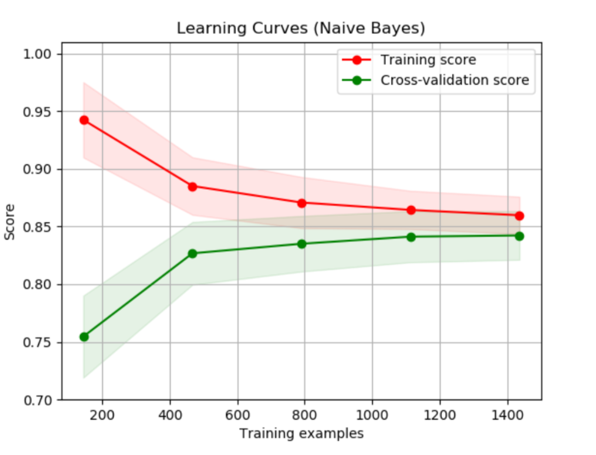 Learning Curves (Naive Bayes)
1.00
0.95
0.90
0.85
0.80
0.75
0.70
Score
Training score
Cross-validation score
200 400 600 800 1000 1200 1400
Training examples